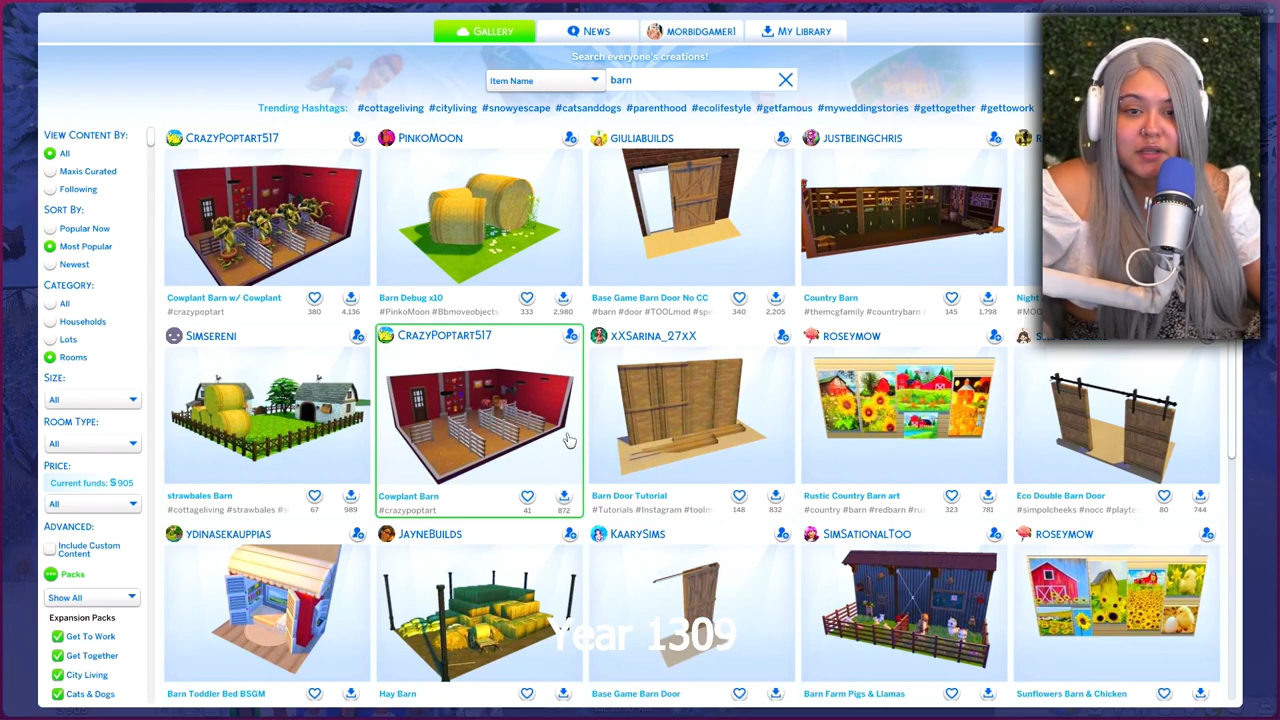 GALLERY
NEWS
MORBIDGAMER1
MY LIBRARY
Search everyone's creations!
Item Name
barn
Trending Hashtags: #cottageliving #cityliving #snowyescape #catsanddogs #parenthood #ecolifestyle #getfamous #myweddingstories #gettogether #gettowork
VIEW CONTENT BY:
All
Maxis Curated
Following
SORT BY:
Popular Now
Most Popular
Newest
CATEGORY:
All
Households
Lots
Rooms
SIZE:
All
ROOM TYPE:
All
PRICE:
Current funds: $905
All
ADVANCED:
Include Custom
Content
Packs
Show All
Expansion Packs
Get To Work
Get Together
City Living
Cats & Dogs
CRAZYPOPTART517
Cowplant Barn w/ Cowplant
#crazypoptart
380
4,136
PINKOMOON
Barn Debug x10
#PinkoMoon #Bbmoveobjects
333
2,980
GIULIABUILDS
Base Game Barn Door No CC
#barn #door #TOOLmod #spe
340
2,205
JUSTBEINGCHRIS
Country Barn
#themcgfamily #countrybarn
145
1,798
Night
SIMSERENI
strawbales Barn
#cottageliving #strawbales #s
67
989
CRAZYPOPTART517
Cowplant Barn
#crazypoptart
41
872
XXSARINA_27XX
Barn Door Tutorial
#Tutorials #Instagram #toolm
148
832
ROSEYMOW
Rustic Country Barn art
#country #barn #redbarn #rus
323
781
Eco Double Barn Door
#simpolcheeks #nocc #playte
80
744
YDINASEKAUPPIAS
Barn Toddler Bed BSGM
JAYNEBUILDS
Hay Barn
KAARYSIMS
Base Game Barn Door
SIMSATIONALTOO
Barn Farm Pigs & Llamas
ROSEYMOW
Sunflowers Barn & Chicken
Year 1309